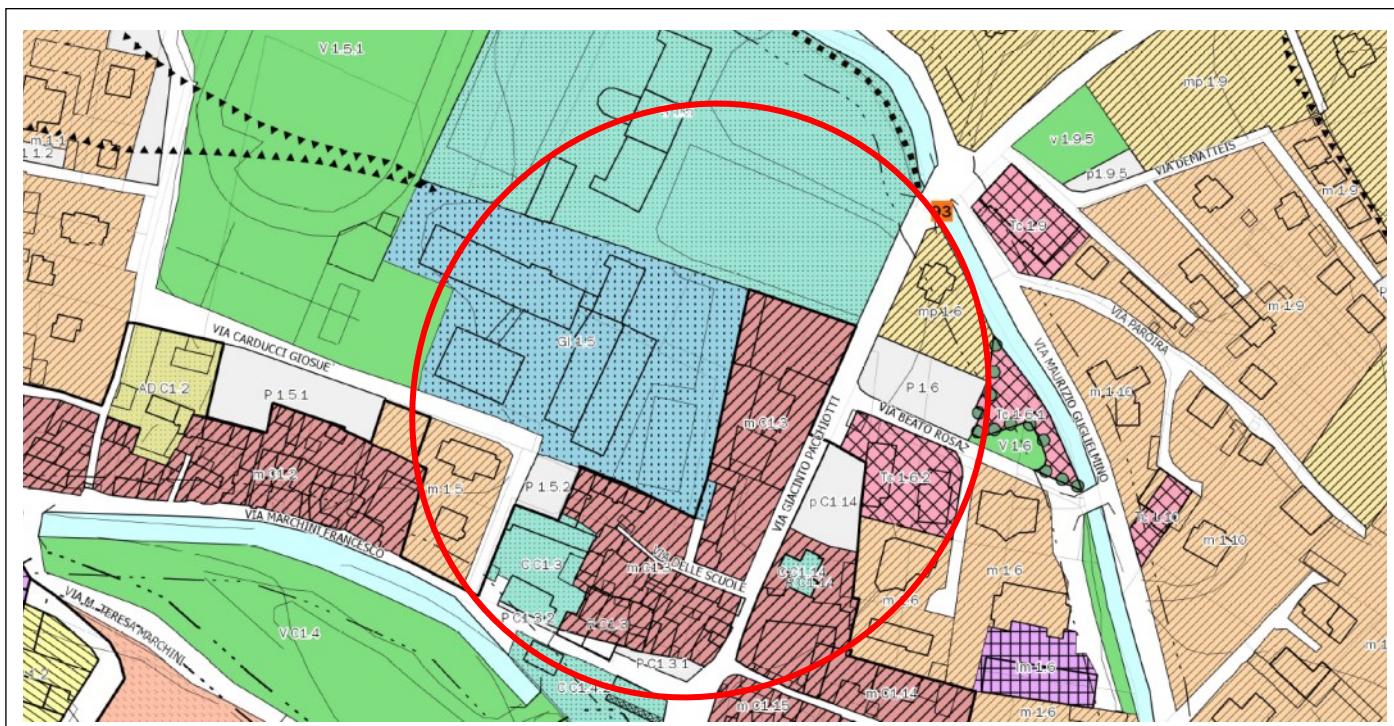 V 1.5.1
mp 1.9
v 1.9.5
p1.9.5
VIA DEMATTEIS
m 1.1
1 1.2
m 1.9
93
Tc 1.9
m 1.9
VIA CARDUCCI GIOSUE'
GI 1.5
mp 1.6
VIA PAROIRA
VIA MAURIZIO GUGLIELMINO
AD C1.2
P 1.5.1
P 1.6
m 1.10
m C1.3
VIA GIACINTO PACCHIOTTI
VIA BEATO ROSAZ
Tc 1.6.1
V 1.6
m C1.2
m 1.5
P 1.5.2
p C1.14
Tc 1.6.2
Tc 1.10
VIA MARCHINI FRANCESCO
m 1.10
VIA DELLE SCUOLE
C C1.3
m C1.3
C C1.14
P C1.14
m 1.6
m 1.6
VIA M. TERESA MARCHINI
V C1.4
P C1.3.2
P C1.3.1
Im 1.6
m C1.14
m C1.15
m 1.6